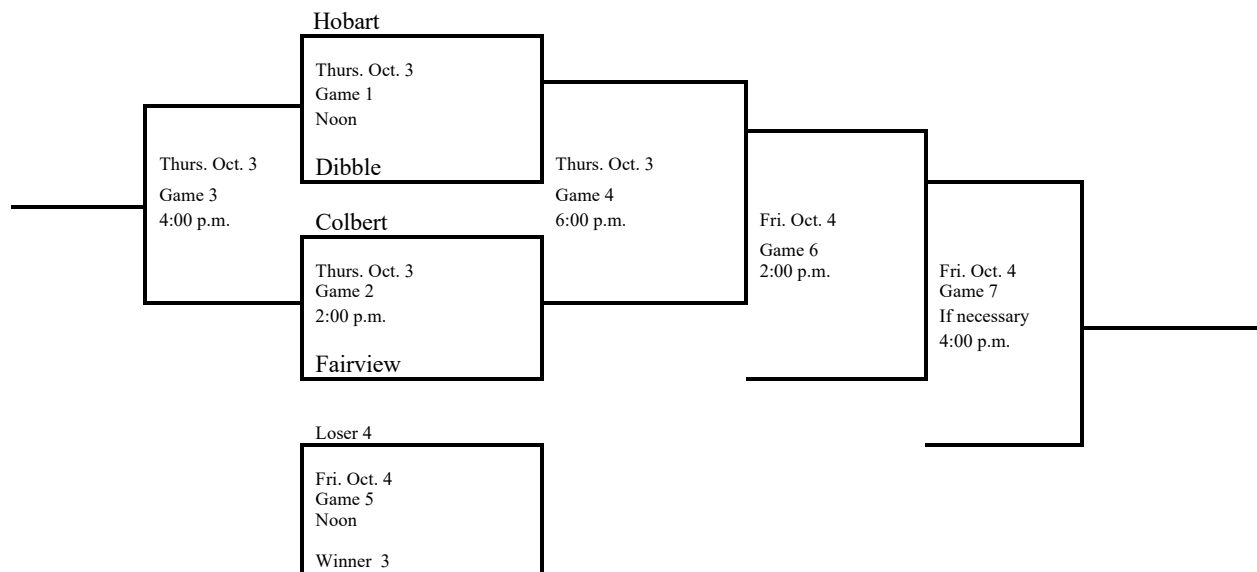 Hobart
Thurs. Oct. 3
Game 1
Noon
Dibble
Thurs. Oct. 3
Game 3
4:00 p.m.
Thurs. Oct. 3
Game 4
6:00 p.m.
Colbert
Thurs. Oct. 3
Game 2
2:00 p.m.
Fairview
Fri. Oct. 4
Game 6
2:00 p.m.
Fri. Oct. 4
Game 7
If necessary
4:00 p.m.
Loser 4
Fri. Oct. 4
Game 5
Noon
Winner  3